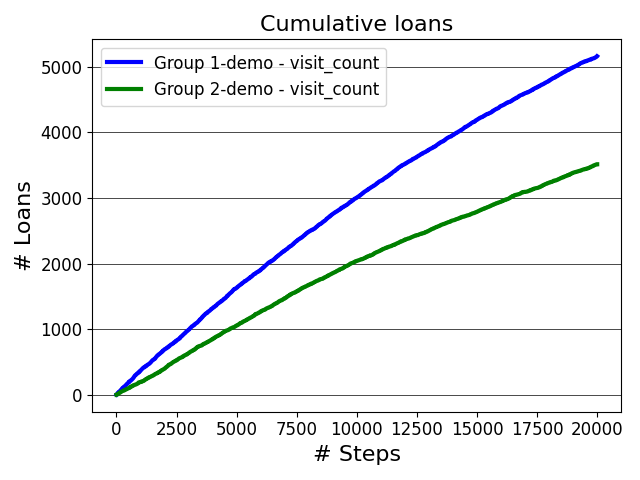 Cumulative loans
Group 1-demo - visit_count
Group 2-demo - visit_count
# Loans
5000
4000
3000
2000
1000
0
0 2500 5000 7500 10000 12500 15000 17500 20000
# Steps